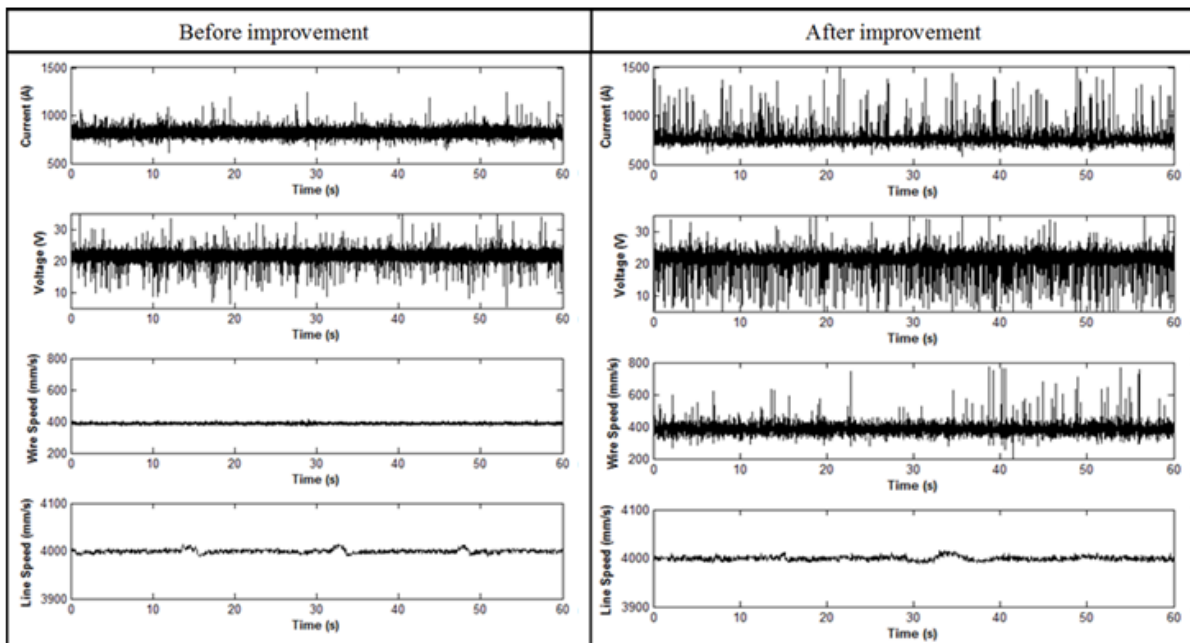 Before improvement
After improvement
Current (A)
1500
1000
500
0 10 20 30 40 50 60
Time (s)
Voltage (V)
30
20
10
0 10 20 30 40 50 60
Time (s)
Wire Speed (mm/s)
800
600
400
200
0 10 20 30 40 50 60
Time (s)
Line Speed (mm/s)
4100
4000
3900
0 10 20 30 40 50 60
Time (s)
Current (A)
1500
1000
500
0 10 20 30 40 50 60
Time (s)
Voltage (V)
30
20
10
0 10 20 30 40 50 60
Time (s)
Wire Speed (mm/s)
800
600
400
200
0 10 20 30 40 50 60
Time (s)
Line Speed (mm/s)
4100
4000
3900
0 10 20 30 40 50 60
Time (s)